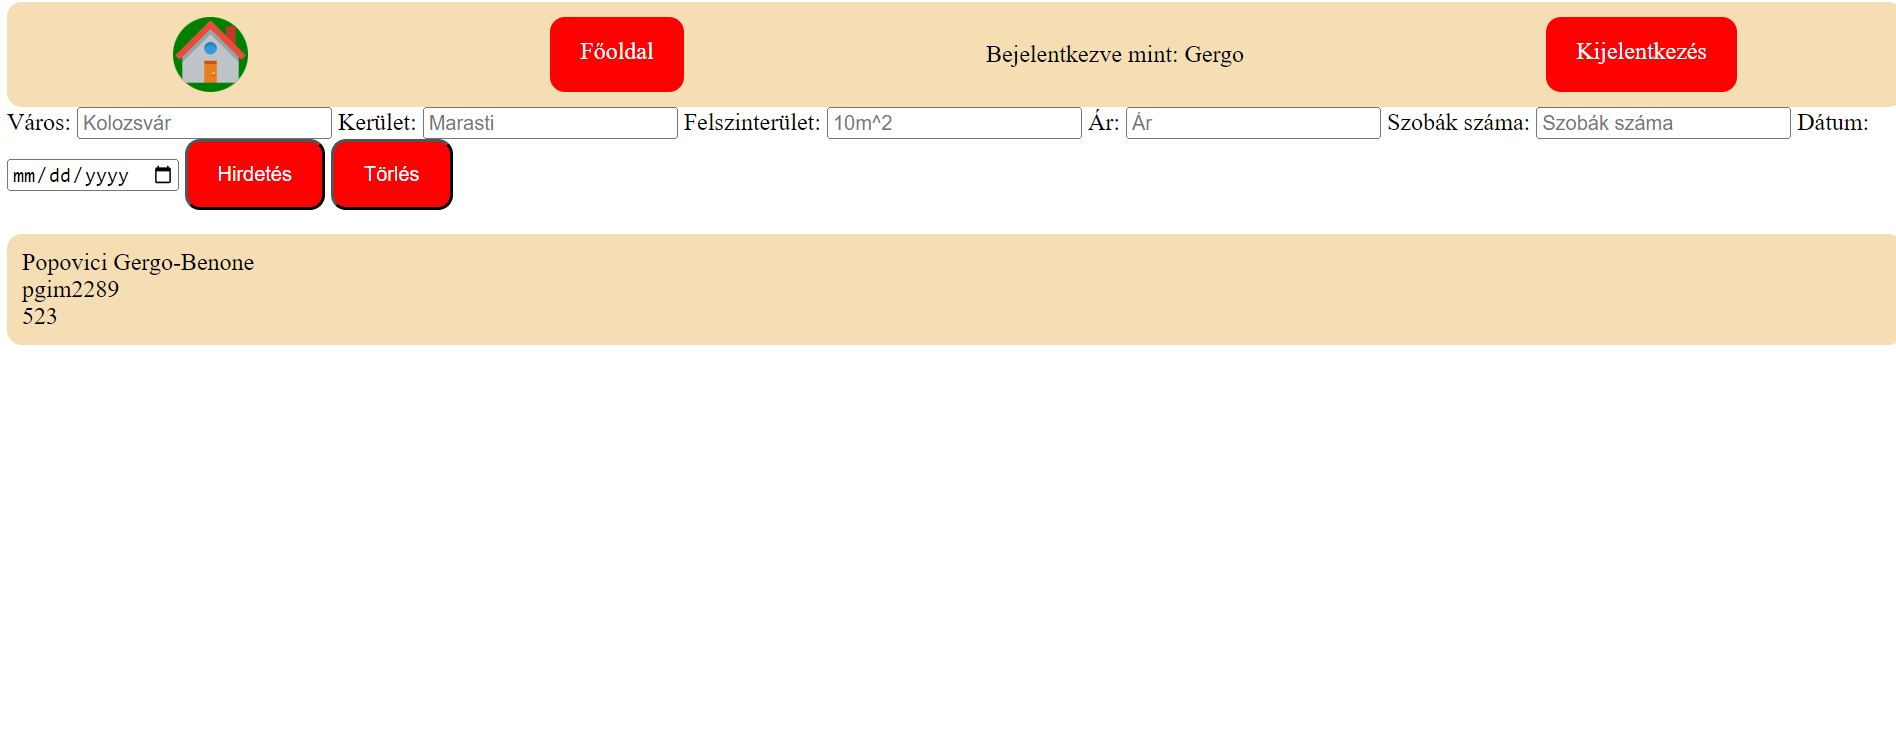 Főoldal Bejelentkezve mint: Gergo Kijelentkezés
Város: Kolozsvár Kerület: Marasti Felszinterület: 10m^2 Ár: Ár Szobák száma: Szobák száma Dátum:
mm/dd/yyyy Hirdetés Törlés
Popovici Gergo-Benone
pgim2289
523